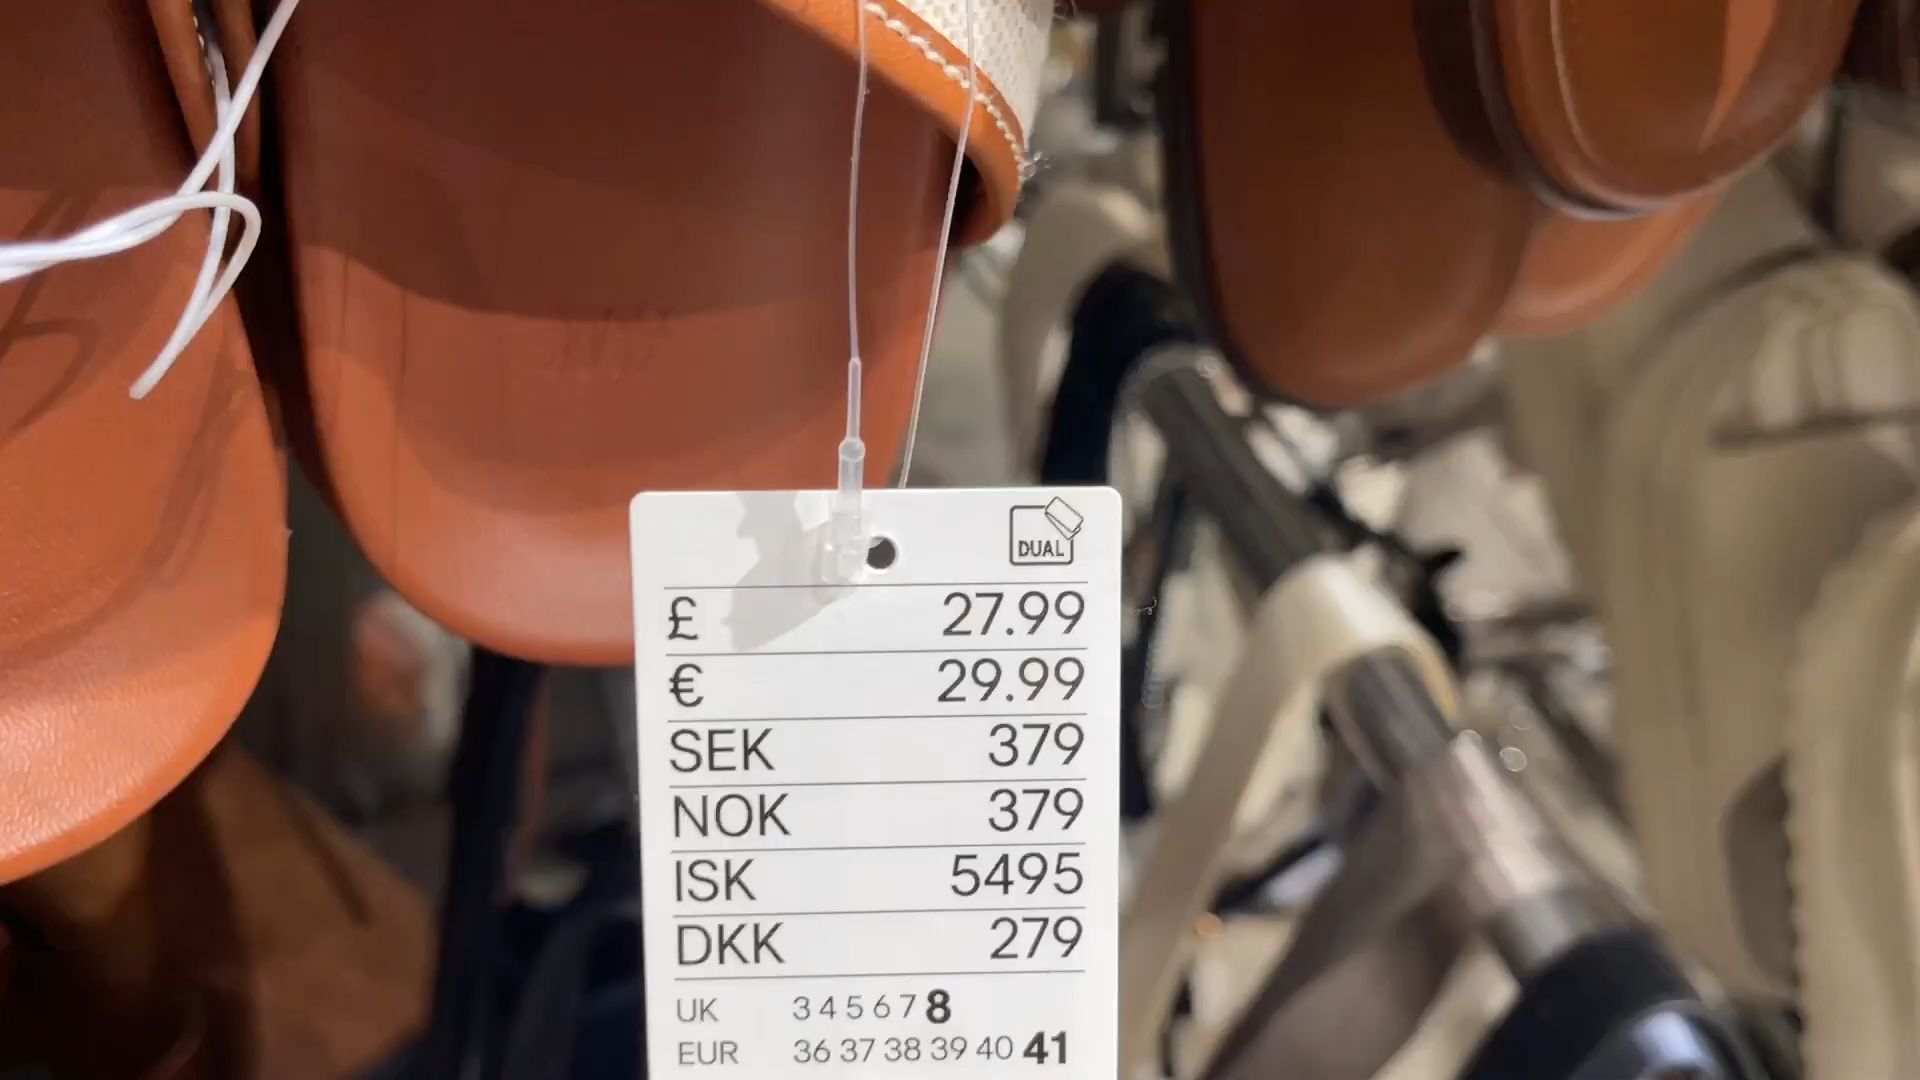 DUAL
£ 27.99
€ 29.99
SEK 379
NOK 379
ISK 5495
DKK 279
UK 3 4 5 6 7 8
EUR 36 37 38 39 40 41